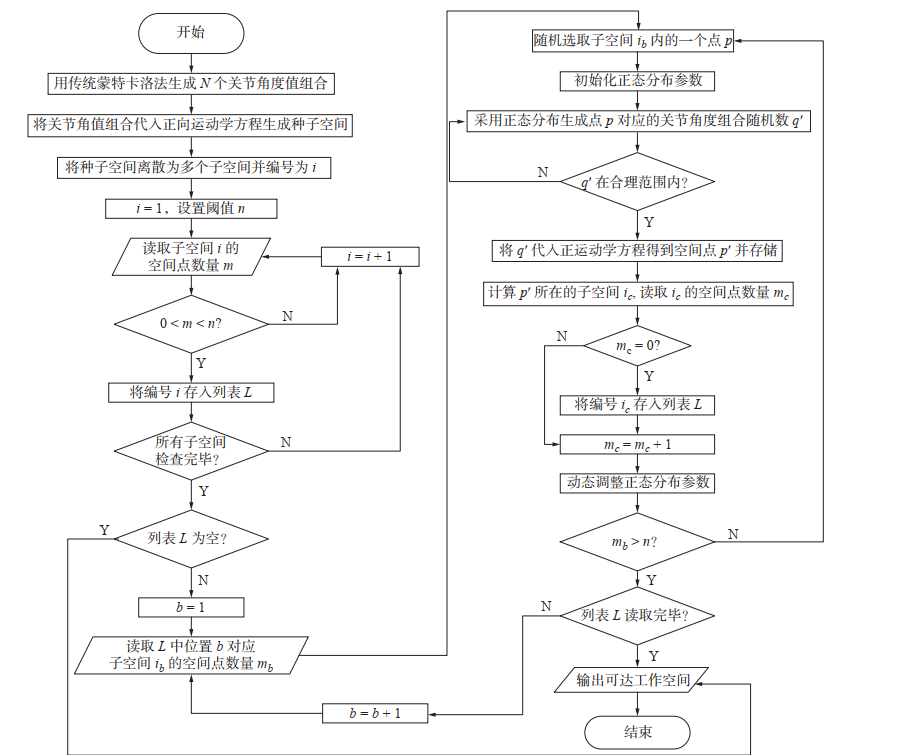 开始
用传统蒙特卡洛法生成 N 个关节角度值组合
将关节角值组合代入正向运动学方程生成种子空间
将种子空间离散为多个子空间并编号为 i
i = 1，设置阈值 n
读取子空间 i 的
空间点数量 m
i = i + 1
0 < m < n?
N
Y
将编号 i 存入列表 L
所有子空间
检查完毕?
N
Y
列表 L 为空?
Y
N
b = 1
读取 L 中位置 b 对应
子空间 i_b 的空间点数量 m_b
b = b + 1
随机选取子空间 i_b 内的一个点 p
初始化正态分布参数
采用正态分布生成点 p 对应的关节角度组合随机数 q′
q′ 在合理范围内?
N
Y
将 q′ 代入正运动学方程得到空间点 p′ 并存储
计算 p′ 所在的子空间 i_c, 读取 i_c 的空间点数量 m_c
m_c = 0?
N
Y
将编号 i_c 存入列表 L
m_c = m_c + 1
动态调整正态分布参数
m_b > n?
N
Y
列表 L 读取完毕?
N
Y
输出可达工作空间
结束